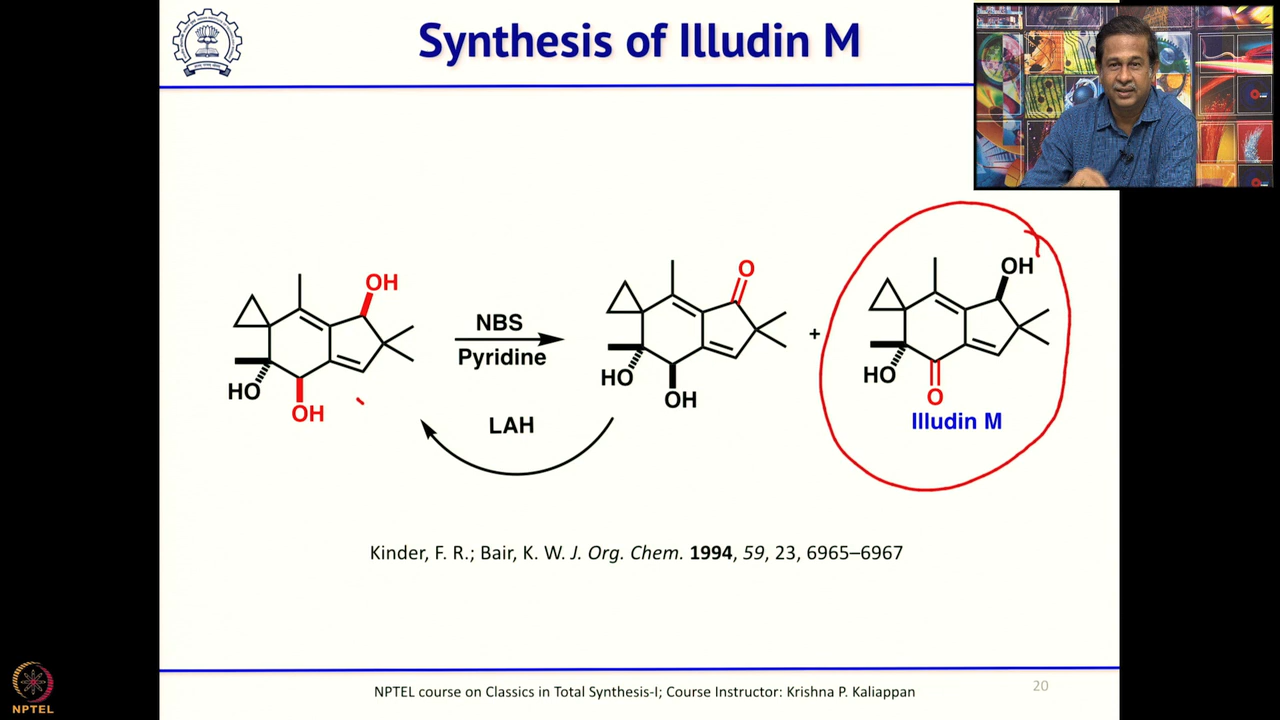 Synthesis of Illudin M
OH
HO
OH
NBS
Pyridine
LAH
O
HO
OH
+
OH
HO
O
Illudin M
Kinder, F. R.; Bair, K. W. J. Org. Chem. 1994, 59, 23, 6965–6967
NPTEL course on Classics in Total Synthesis-I; Course Instructor: Krishna P. Kaliappan
20
NPTEL